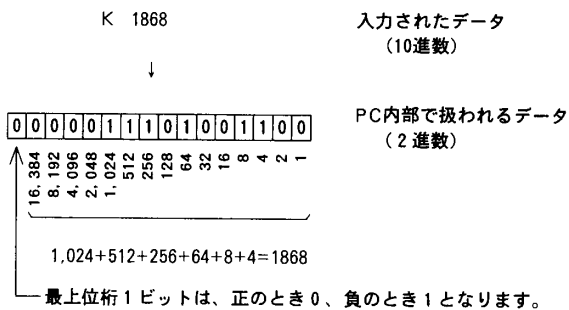 K 1868
入力されたデータ
(10進数)
↓
0 0 0 0 0 1 1 1 0 1 0 0 1 1 0 0
PC内部で扱われるデータ
(2進数)
16,384
8,192
4,096
2,048
1,024
512
256
128
64
32
16
8
4
2
1
1,024+512+256+64+8+4=1868
最上位桁1ビットは、正のとき0、負のとき1となります。